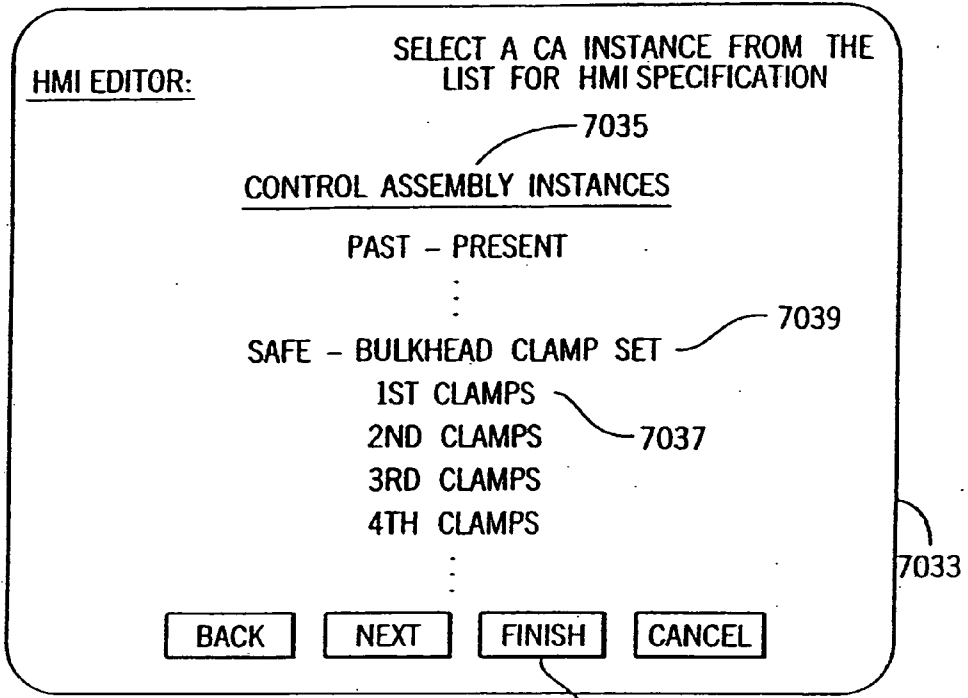 SELECT A CA INSTANCE FROM THE
HMI EDITOR:
LIST FOR HMI SPECIFICATION
7035
CONTROL ASSEMBLY INSTANCES
PAST – PRESENT
7039
SAFE – BULKHEAD CLAMP SET
1ST CLAMPS
7037
2ND CLAMPS
3RD CLAMPS
4TH CLAMPS
7033
BACK NEXT FINISH CANCEL